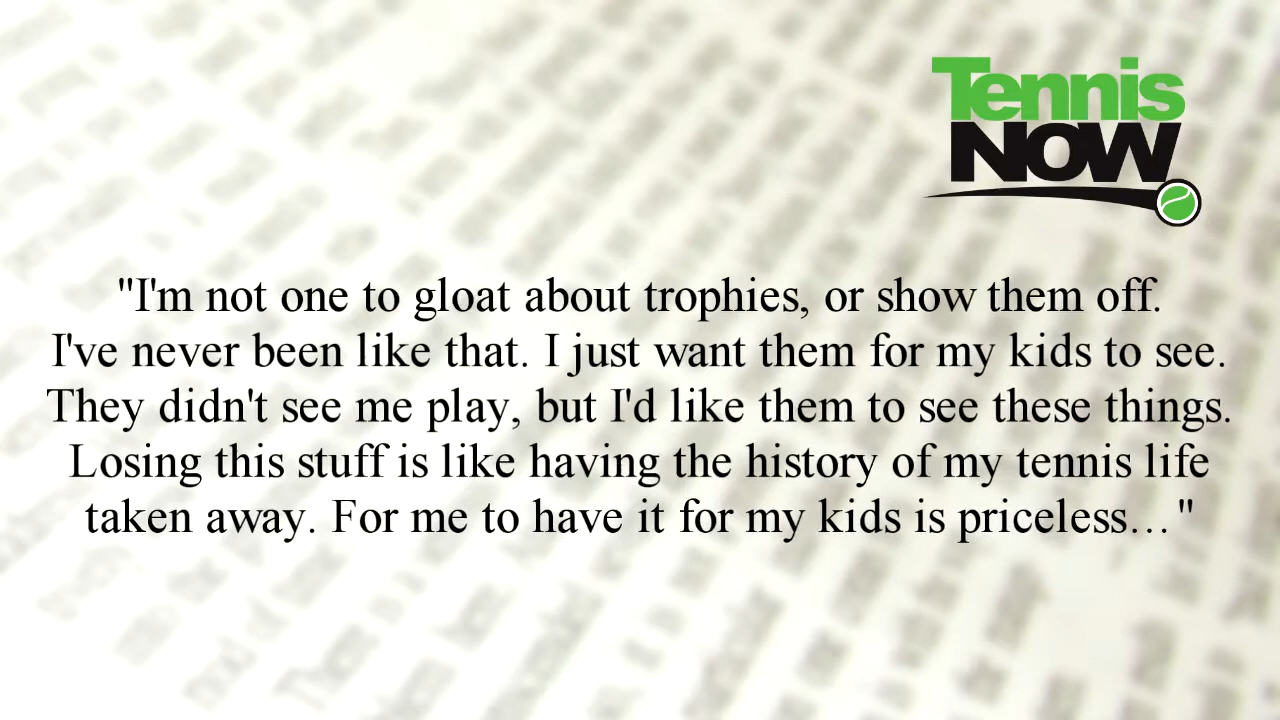 Tennis
NOW
"I'm not one to gloat about trophies, or show them off.
I've never been like that. I just want them for my kids to see.
They didn't see me play, but I'd like them to see these things.
Losing this stuff is like having the history of my tennis life
taken away. For me to have it for my kids is priceless…"